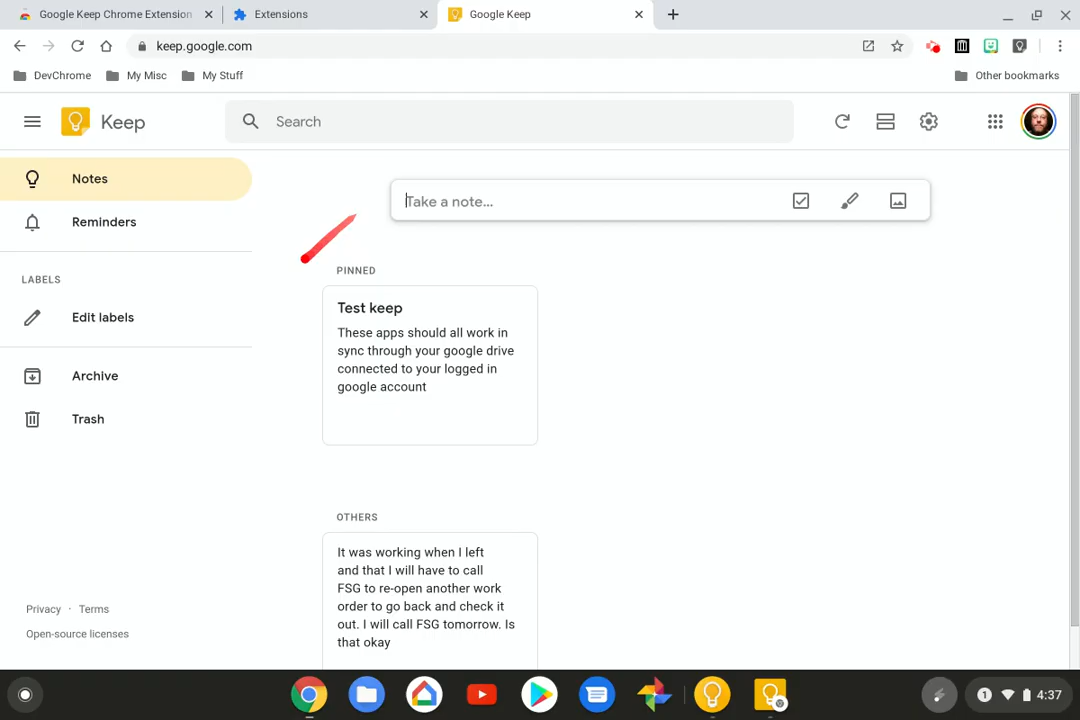 Google Keep Chrome Extension
Extensions
Google Keep
keep.google.com
DevChrome
My Misc
My Stuff
Other bookmarks
Keep
Search
Notes
Take a note...
Reminders
PINNED
LABELS
Test keep
Edit labels
These apps should all work in
sync through your google drive
connected to your logged in
google account
Archive
Trash
OTHERS
It was working when I left
and that I will have to call
FSG to re-open another work
order to go back and check it
out. I will call FSG tomorrow. Is
that okay
Privacy · Terms
Open-source licenses
1
4:37